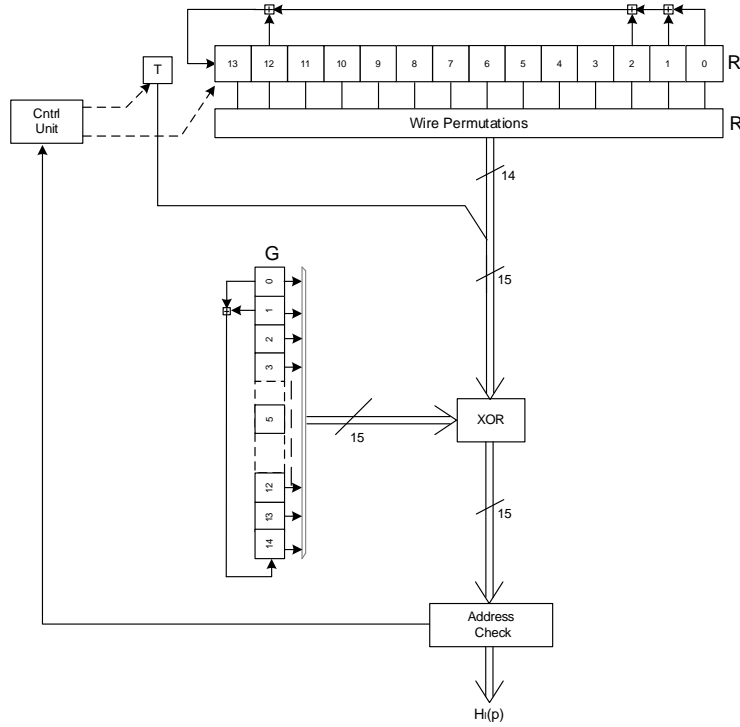 T
13 12 11 10 9 8 7 6 5 4 3 2 1 0
R
Cntrl
Unit
Wire Permutations
R
14
15
G
0
1
2
3
5
12
13
14
15
XOR
15
Address
Check
Hi(p)